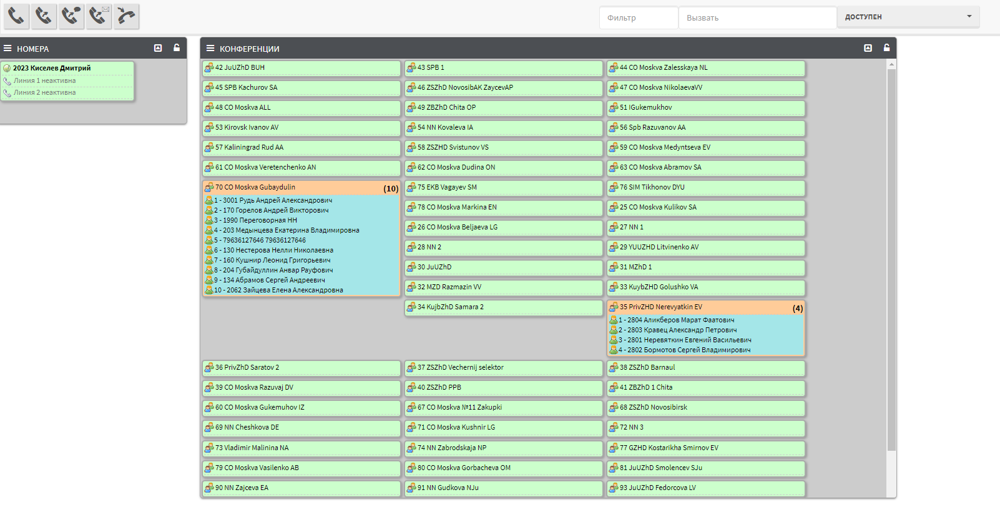 Фильтр
Вызвать
ДОСТУПЕН
НОМЕРА
2023 Киселев Дмитрий
Линия 1 неактивна
Линия 2 неактивна
КОНФЕРЕНЦИИ
42 JuUZhD BUH
43 SPB 1
44 CO Moskva Zalesskaya NL
45 SPB Kachurov SA
46 ZSZhD NovosibAK ZaycevAP
47 CO Moskva NikolaevaVV
48 CO Moskva ALL
49 ZBZhD Chita OP
51 IGukemukhov
53 Kirovsk Ivanov AV
54 NN Kovaleva IA
56 Spb Razuvanov AA
57 Kaliningrad Rud AA
58 ZSZHD Svistunov VS
59 CO Moskva Medyntseva EV
61 CO Moskva Veretenchenko AN
62 CO Moskva Dudina ON
63 CO Moskva Abramov SA
70 CO Moskva Gubaydulin (10)
1 - 3001 Рудь Андрей Александрович
2 - 170 Горелов Андрей Викторович
3 - 1990 Переговорная НН
4 - 203 Медынцева Екатерина Владимировна
5 - 79636127646 79636127646
6 - 130 Нестерова Нелли Николаевна
7 - 160 Кушнир Леонид Григорьевич
8 - 204 Губайдуллин Анвар Рауфович
9 - 134 Абрамов Сергей Андреевич
10 - 2062 Зайцева Елена Александровна
75 EKB Vagayev SM
76 SIM Tikhonov DYU
78 CO Moskva Markina EN
25 CO Moskva Kulikov SA
26 CO Moskva Beljaeva LG
27 NN 1
28 NN 2
29 YUUZHD Litvinenko AV
30 JuUZhD
31 MZhD 1
32 MZD Razmazin VV
33 KuybZHD Golushko VA
34 KujbZhD Samara 2
35 PrivZHD Nerevyatkin EV (4)
1 - 2804 Аликберов Марат Фаатович
2 - 2803 Кравец Александр Петрович
3 - 2801 Неревяткин Евгений Васильевич
4 - 2802 Бормотов Сергей Владимирович
36 PrivZhD Saratov 2
37 ZSZhD Vechernij selektor
38 ZSZhD Barnaul
39 CO Moskva Razuvaj DV
40 ZSZhD PPB
41 ZBZhD 1 Chita
60 CO Moskva Gukemuhov IZ
67 CO Moskva №11 Zakupki
68 ZSZhD Novosibirsk
69 NN Cheshkova DE
71 CO Moskva Kushnir LG
72 NN 3
73 Vladimir Malinina NA
74 NN Zabrodskaja NP
77 GZHD Kostarikha Smirnov EV
79 CO Moskva Vasilenko AB
80 CO Moskva Gorbacheva OM
81 JuUZhD Smolencev SJu
90 NN Zajceva EA
91 NN Gudkova NJu
93 JuUZhD Fedorcova LV